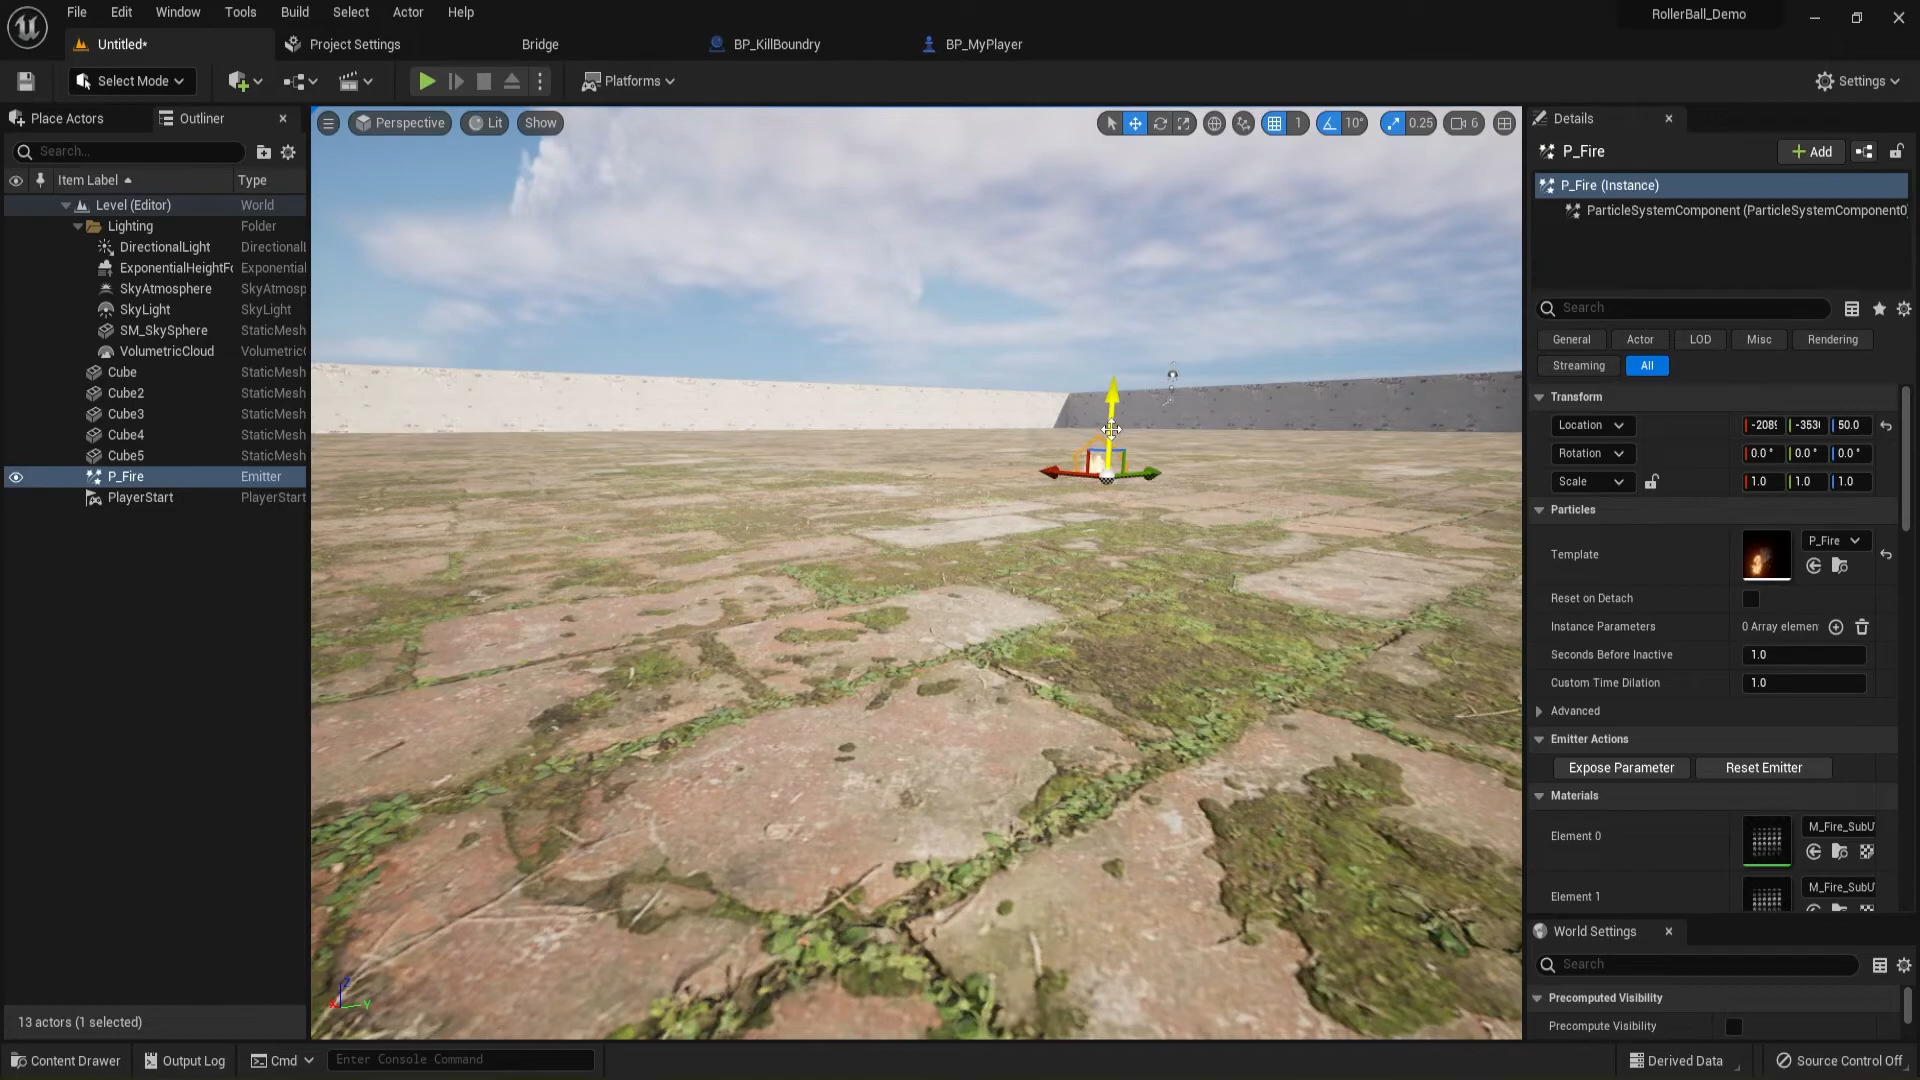 File Edit Window Tools Build Select Actor Help
RollerBall_Demo
Untitled* Project Settings Bridge BP_KillBoundry BP_MyPlayer
Select Mode Platforms Settings
Place Actors Outliner
Search...
Item Label Type
Level (Editor) World
Lighting Folder
DirectionalLight Directional
ExponentialHeightFo Exponential
SkyAtmosphere SkyAtmosp
SkyLight SkyLight
SM_SkySphere StaticMesh
VolumetricCloud Volumetric
Cube StaticMesh
Cube2 StaticMesh
Cube3 StaticMesh
Cube4 StaticMesh
Cube5 StaticMesh
P_Fire Emitter
PlayerStart PlayerStart
13 actors (1 selected)
Perspective Lit Show
1 10° 0.25 6
Z
X Y
Details
P_Fire Add
P_Fire (Instance)
ParticleSystemComponent (ParticleSystemComponent0
Search
General Actor LOD Misc Rendering
Streaming All
Transform
Location -2089 -3536 50.0
Rotation 0.0° 0.0° 0.0°
Scale 1.0 1.0 1.0
Particles
Template P_Fire
Reset on Detach
Instance Parameters 0 Array elemen
Seconds Before Inactive 1.0
Custom Time Dilation 1.0
Advanced
Emitter Actions
Expose Parameter Reset Emitter
Materials
Element 0 M_Fire_SubU
Element 1 M_Fire_SubU
World Settings
Search
Precomputed Visibility
Precompute Visibility
Content Drawer Output Log Cmd Enter Console Command Derived Data Source Control Off